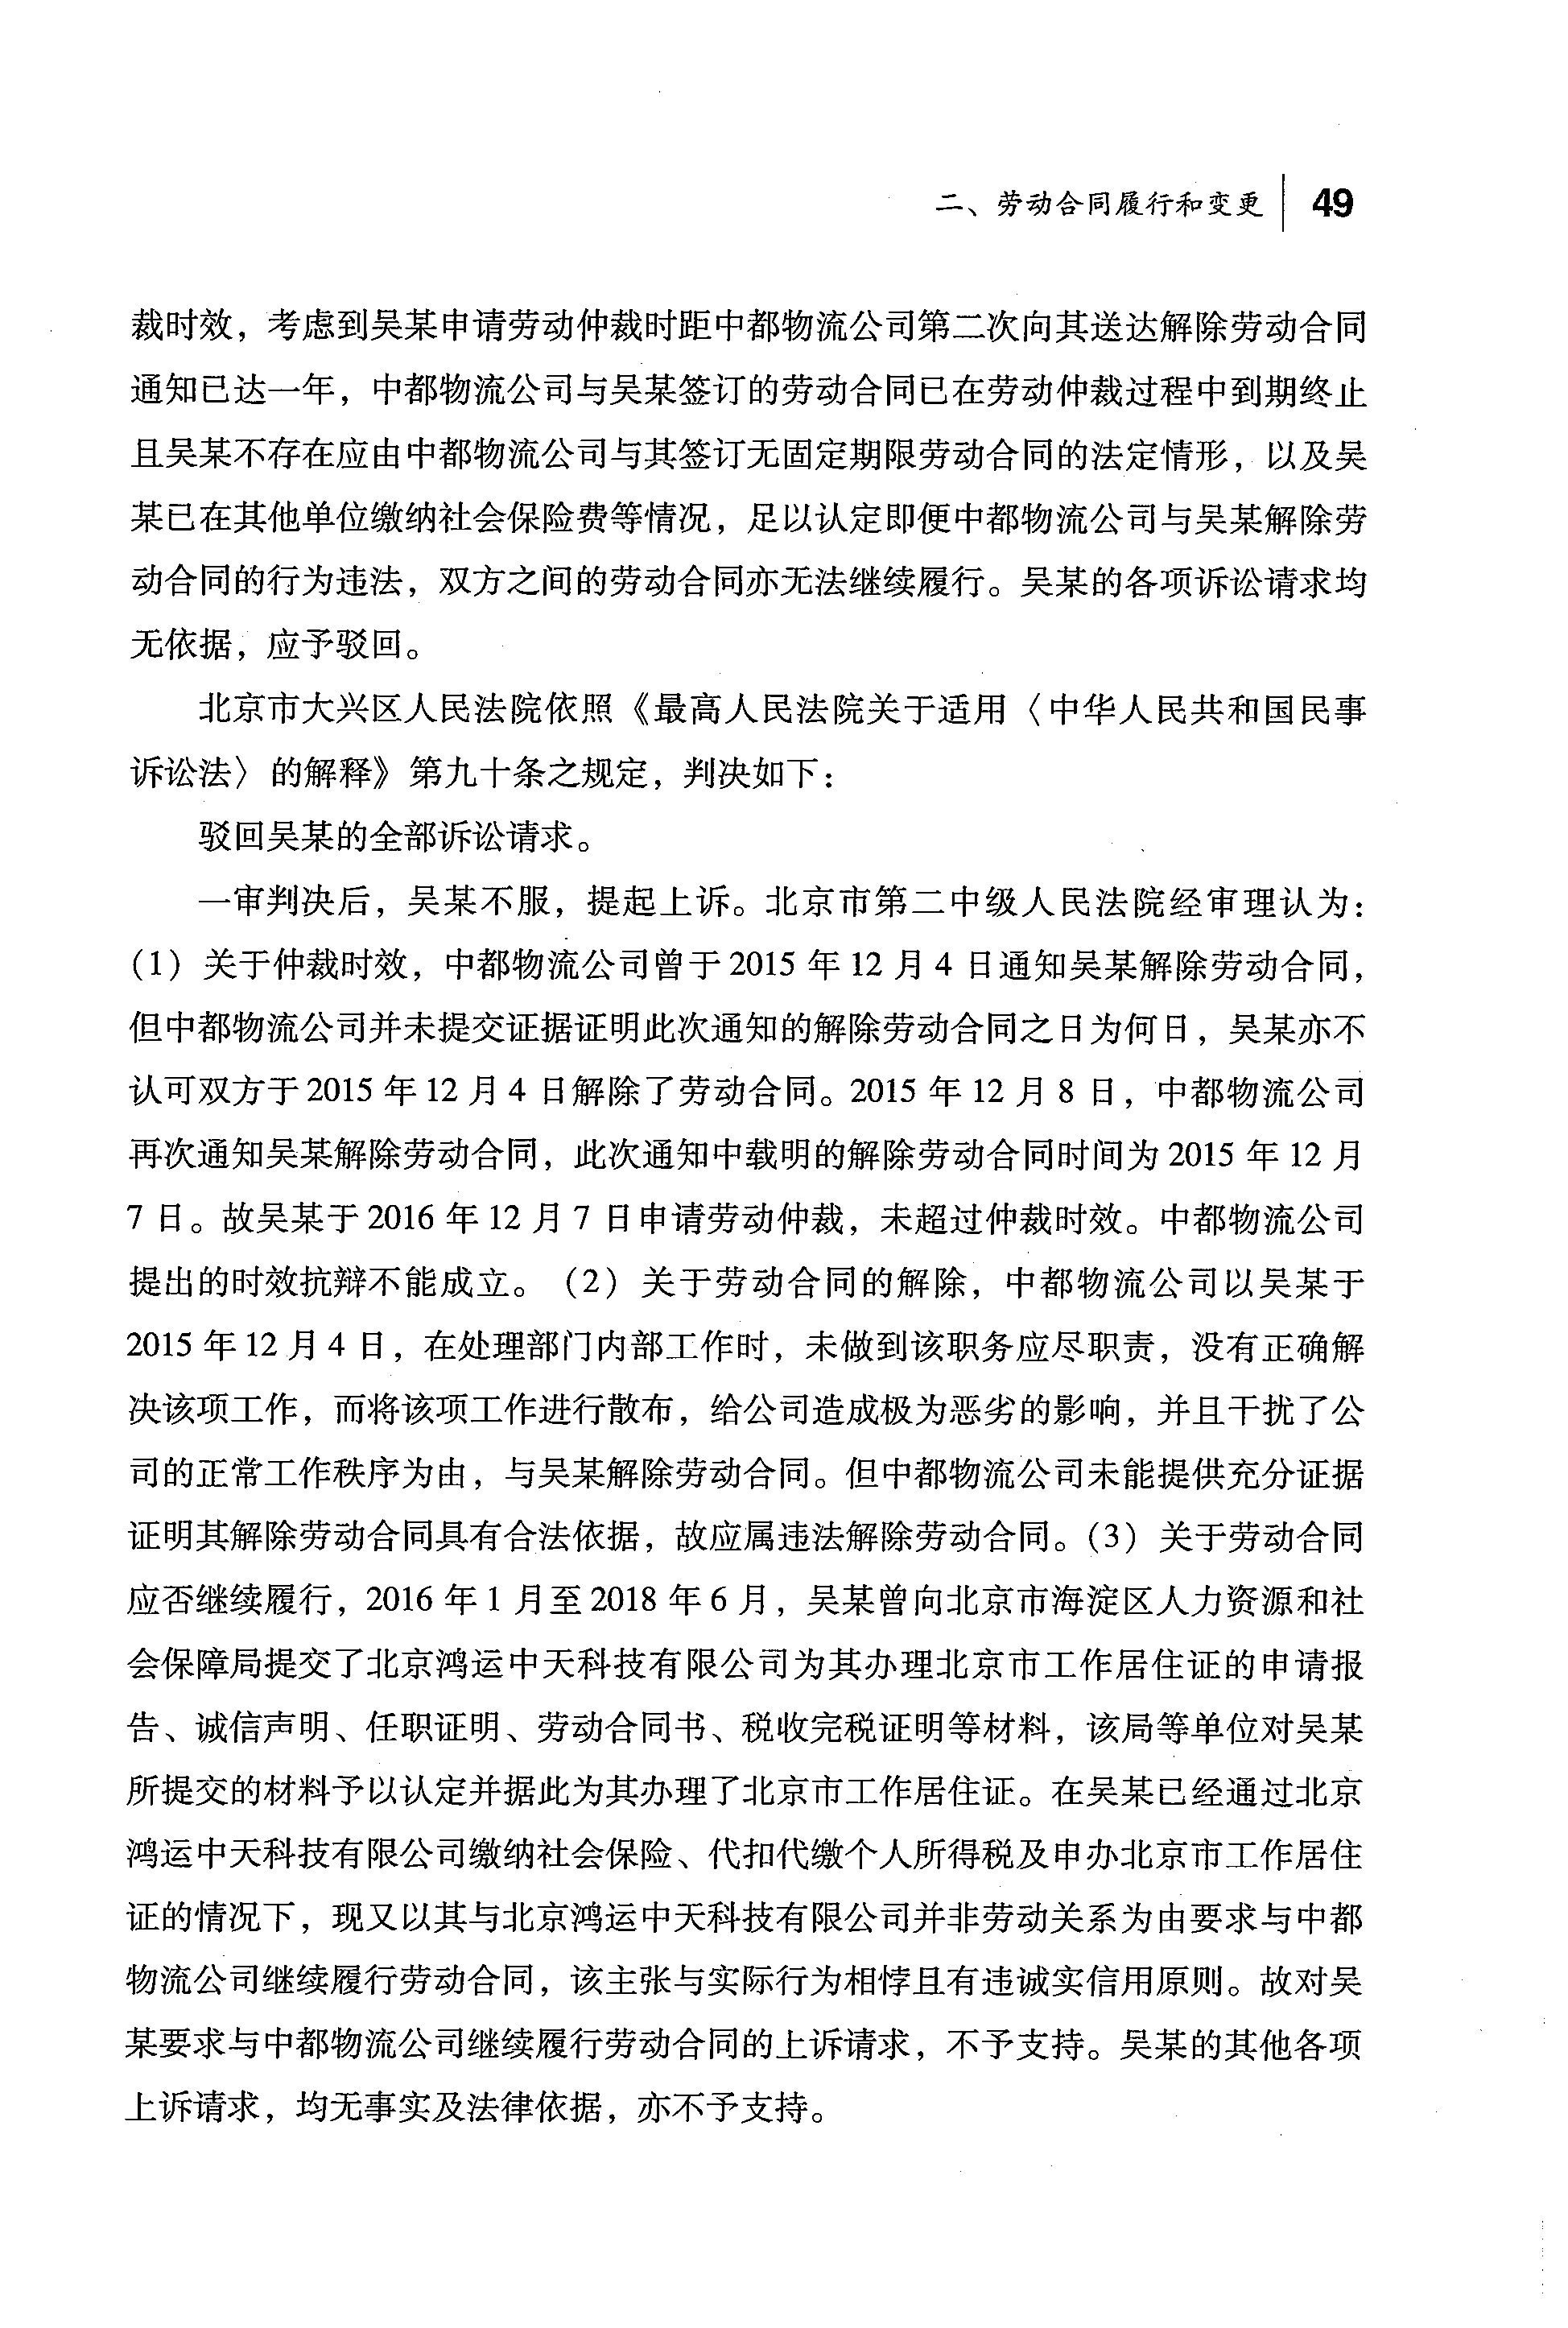 二、劳动合同履行和变更 49
裁时效，考虑到吴某申请劳动仲裁时距中都物流公司第二次向其送达解除劳动合同
通知已达一年，中都物流公司与吴某签订的劳动合同已在劳动仲裁过程中到期终止
且吴某不存在应由中都物流公司与其签订无固定期限劳动合同的法定情形，以及吴
某已在其他单位缴纳社会保险费等情况，足以认定即便中都物流公司与吴某解除劳
动合同的行为违法，双方之间的劳动合同亦无法继续履行。吴某的各项诉讼请求均
无依据，应予驳回。
北京市大兴区人民法院依照《最高人民法院关于适用〈中华人民共和国民事
诉讼法〉的解释》第九十条之规定，判决如下：
驳回吴某的全部诉讼请求。
一审判决后，吴某不服，提起上诉。北京市第二中级人民法院经审理认为：
（1）关于仲裁时效，中都物流公司曾于2015年12月4日通知吴某解除劳动合同，
但中都物流公司并未提交证据证明此次通知的解除劳动合同之日为何日，吴某亦不
认可双方于2015年12月4日解除了劳动合同。2015年12月8日，中都物流公司
再次通知吴某解除劳动合同，此次通知中载明的解除劳动合同时间为2015年12月
7日。故吴某于2016年12月7日申请劳动仲裁，未超过仲裁时效。中都物流公司
提出的时效抗辩不能成立。（2）关于劳动合同的解除，中都物流公司以吴某于
2015年12月4日，在处理部门内部工作时，未做到该职务应尽职责，没有正确解
决该项工作，而将该项工作进行散布，给公司造成极为恶劣的影响，并且干扰了公
司的正常工作秩序为由，与吴某解除劳动合同。但中都物流公司未能提供充分证据
证明其解除劳动合同具有合法依据，故应属违法解除劳动合同。（3）关于劳动合同
应否继续履行，2016年1月至2018年6月，吴某曾向北京市海淀区人力资源和社
会保障局提交了北京鸿运中天科技有限公司为其办理北京市工作居住证的申请报
告、诚信声明、任职证明、劳动合同书、税收完税证明等材料，该局等单位对吴某
所提交的材料予以认定并据此为其办理了北京市工作居住证。在吴某已经通过北京
鸿运中天科技有限公司缴纳社会保险、代扣代缴个人所得税及申办北京市工作居住
证的情况下，现又以其与北京鸿运中天科技有限公司并非劳动关系为由要求与中都
物流公司继续履行劳动合同，该主张与实际行为相悖且有违诚实信用原则。故对吴
某要求与中都物流公司继续履行劳动合同的上诉请求，不予支持。吴某的其他各项
上诉请求，均无事实及法律依据，亦不予支持。